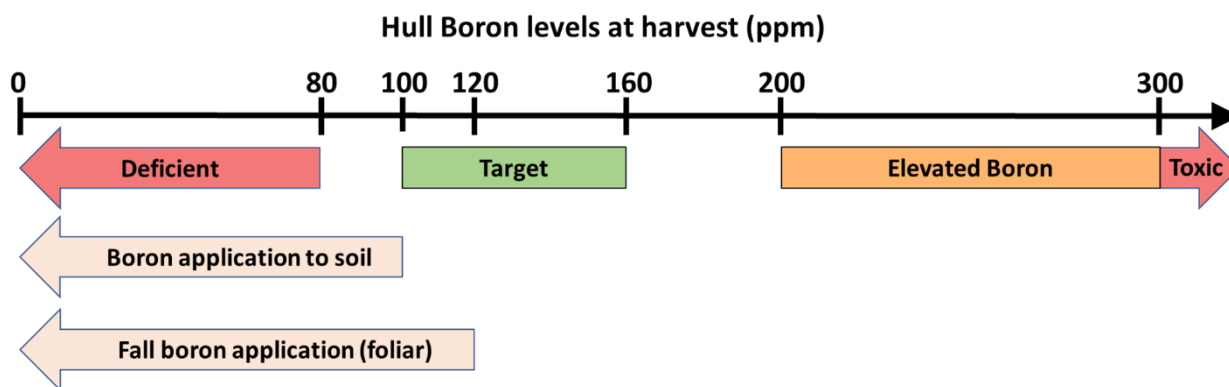 Hull Boron levels at harvest (ppm)
0 80 100 120 160 200 300
Deficient Target Elevated Boron Toxic
Boron application to soil
Fall boron application (foliar)